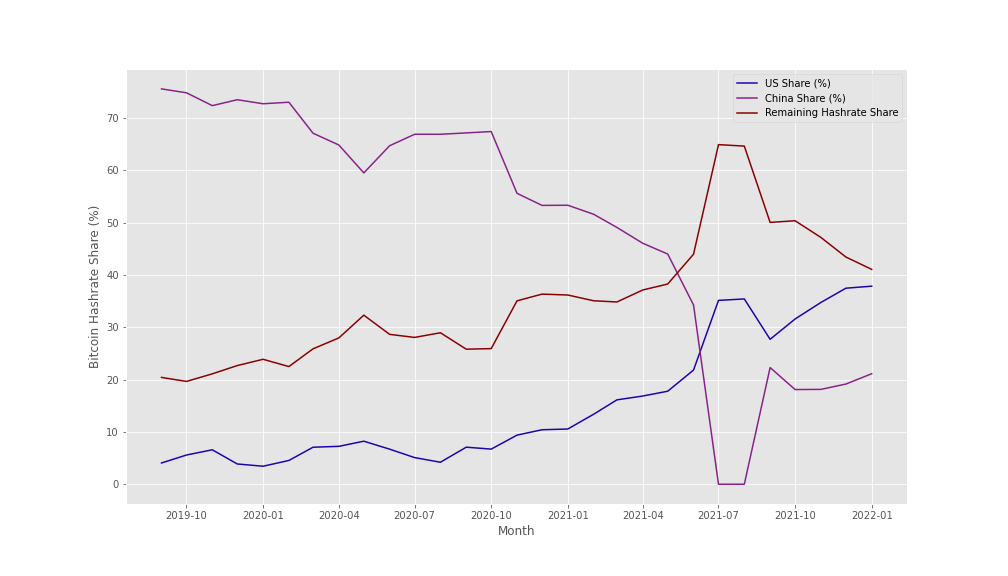 US Share (%)
China Share (%)
Remaining Hashrate Share
Bitcoin Hashrate Share (%)
70
60
50
40
30
20
10
0
2019-10 2020-01 2020-04 2020-07 2020-10 2021-01 2021-04 2021-07 2021-10 2022-01
Month